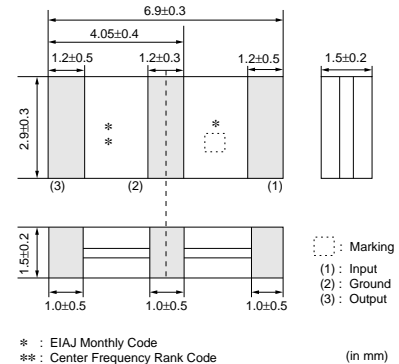 6.9±0.3
4.05±0.4
1.2±0.5 1.2±0.3 1.2±0.5 1.5±0.2
2.9±0.3
*
**
(3) (2) (1)
1.5±0.2
1.0±0.5 1.0±0.5 1.0±0.5
: Marking
(1) : Input
(2) : Ground
(3) : Output
* : EIAJ Monthly Code
** : Center Frequency Rank Code
(in mm)